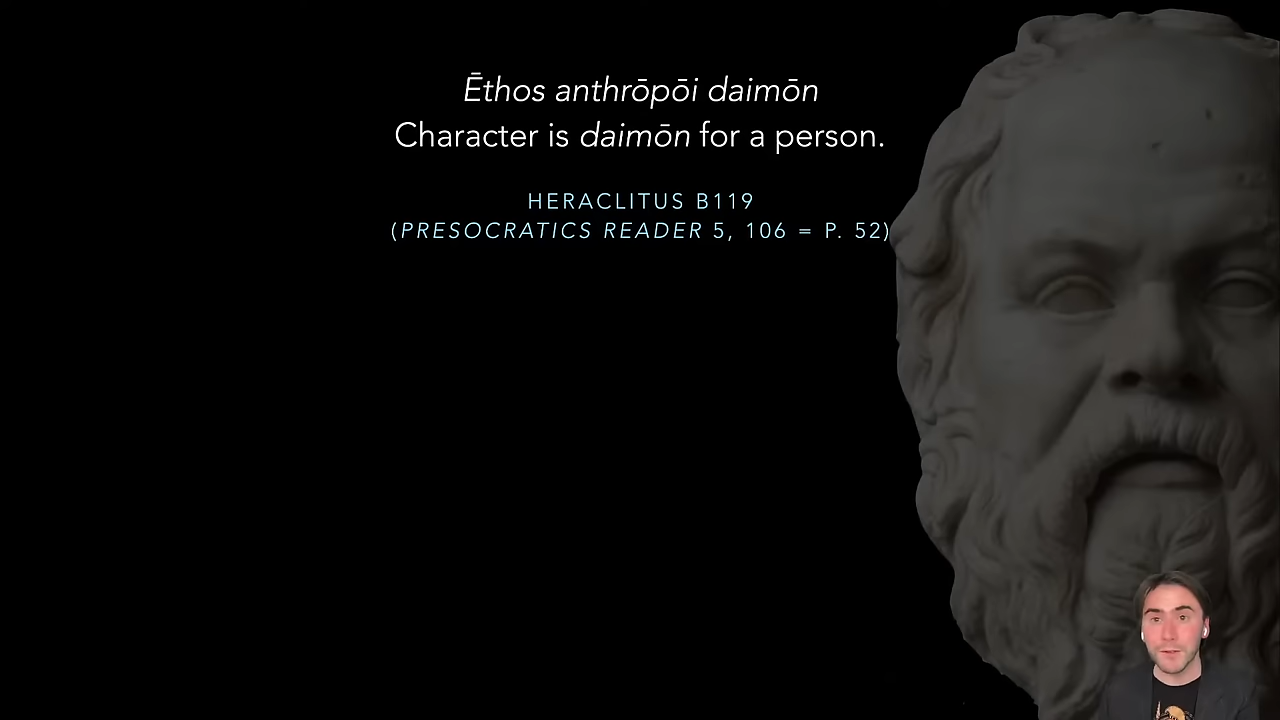 Ēthos anthrōpōi daimōn
Character is daimōn for a person.
HERACLITUS B119
(PRESOCRATICS READER 5, 106 = P. 52)